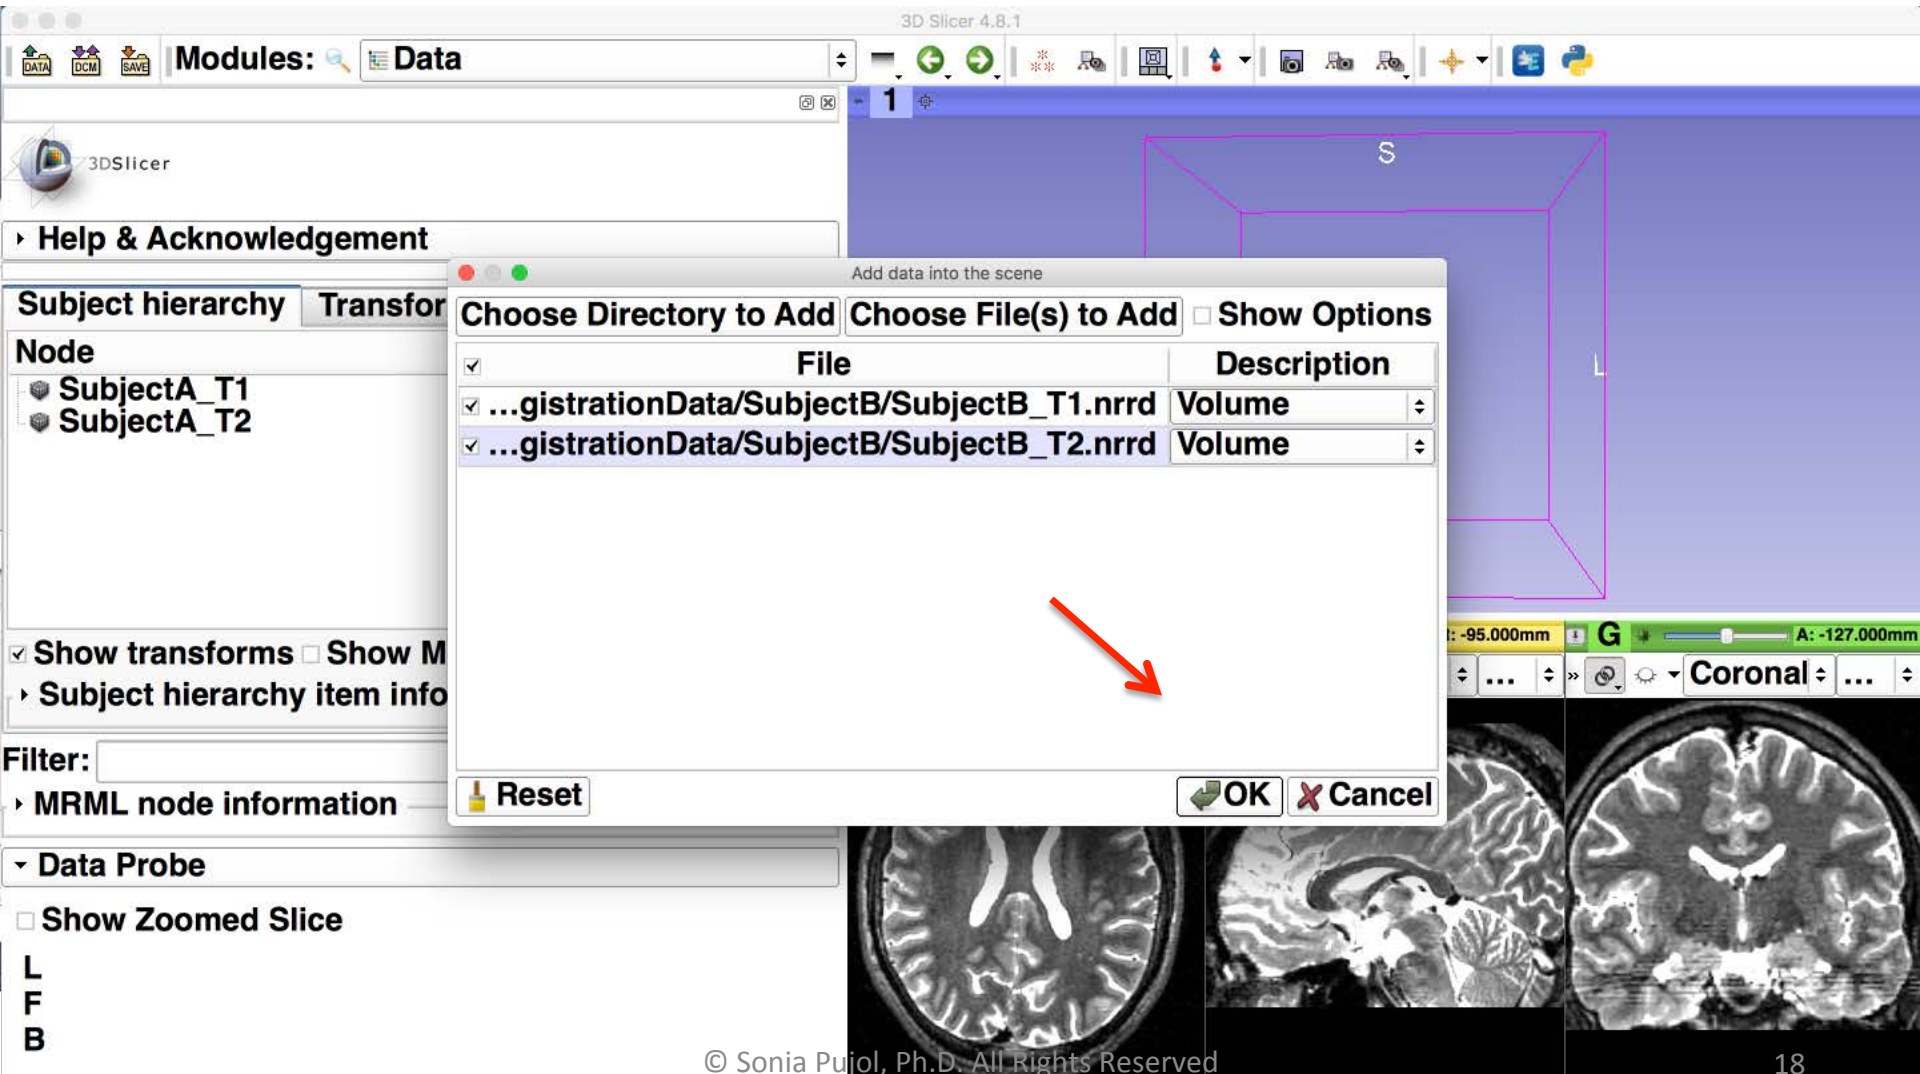 3D Slicer 4.8.1
DATA DCM SAVE Modules: Data
1
3DSlicer
S
Help & Acknowledgement
Add data into the scene
Subject hierarchy Transfor
Choose Directory to Add Choose File(s) to Add Show Options
Node
File Description
L
SubjectA_T1
...gistrationData/SubjectB/SubjectB_T1.nrrd Volume
SubjectA_T2
...gistrationData/SubjectB/SubjectB_T2.nrrd Volume
Show transforms Show M
: -95.000mm G A: -127.000mm
Subject hierarchy item info
... » Coronal ...
Filter:
MRML node information
Reset OK Cancel
Data Probe
Show Zoomed Slice
L
F
B
© Sonia Pujol, Ph.D. All Rights Reserved
18